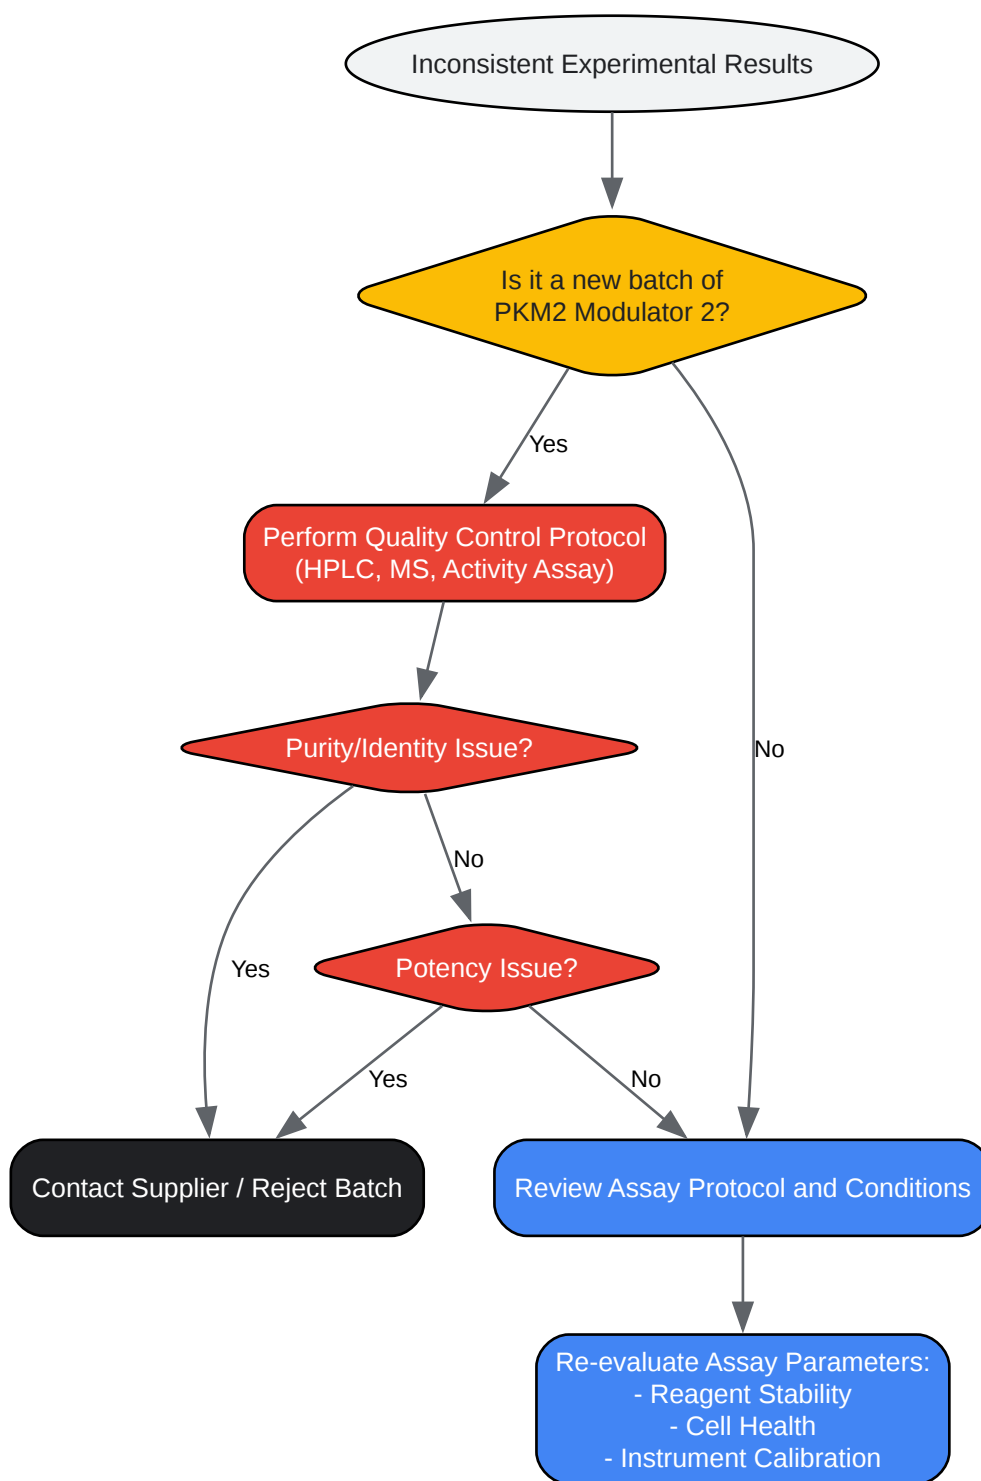 Inconsistent Experimental Results
Is it a new batch of
PKM2 Modulator 2?
Yes
Perform Quality Control Protocol
(HPLC, MS, Activity Assay)
Purity/Identity Issue?
No
No
Potency Issue?
Yes
Yes
No
Contact Supplier / Reject Batch
Review Assay Protocol and Conditions
Re-evaluate Assay Parameters:
- Reagent Stability
- Cell Health
- Instrument Calibration